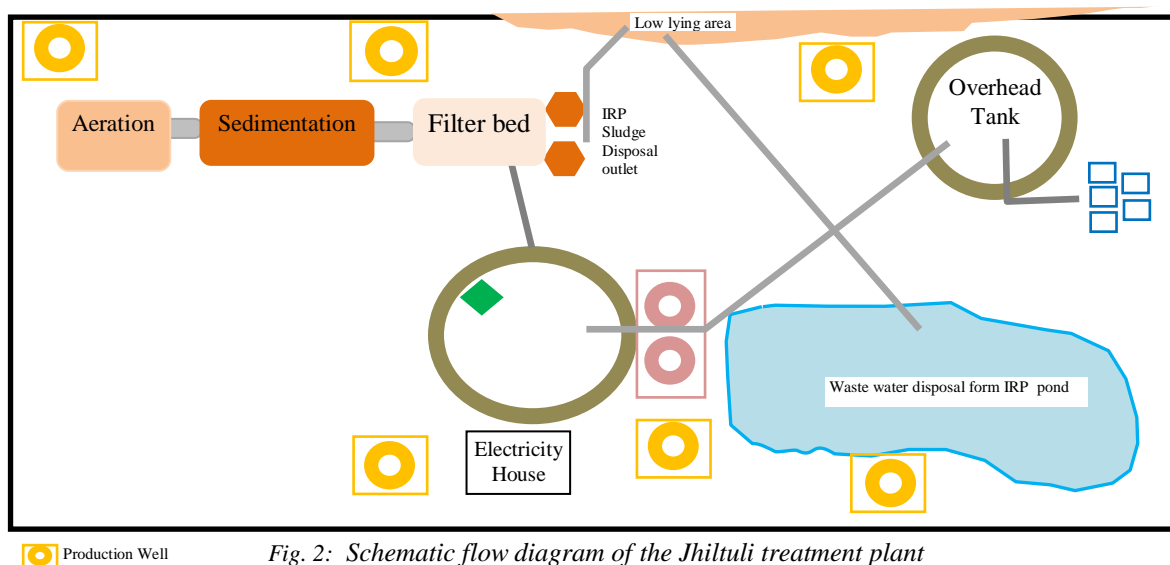 Low lying area
Overhead
Tank
Aeration
Sedimentation
Filter bed
IRP
Sludge
Disposal
outlet
Waste water disposal form IRP pond
Electricity
House
Production Well
Fig. 2: Schematic flow diagram of the Jhiltuli treatment plant